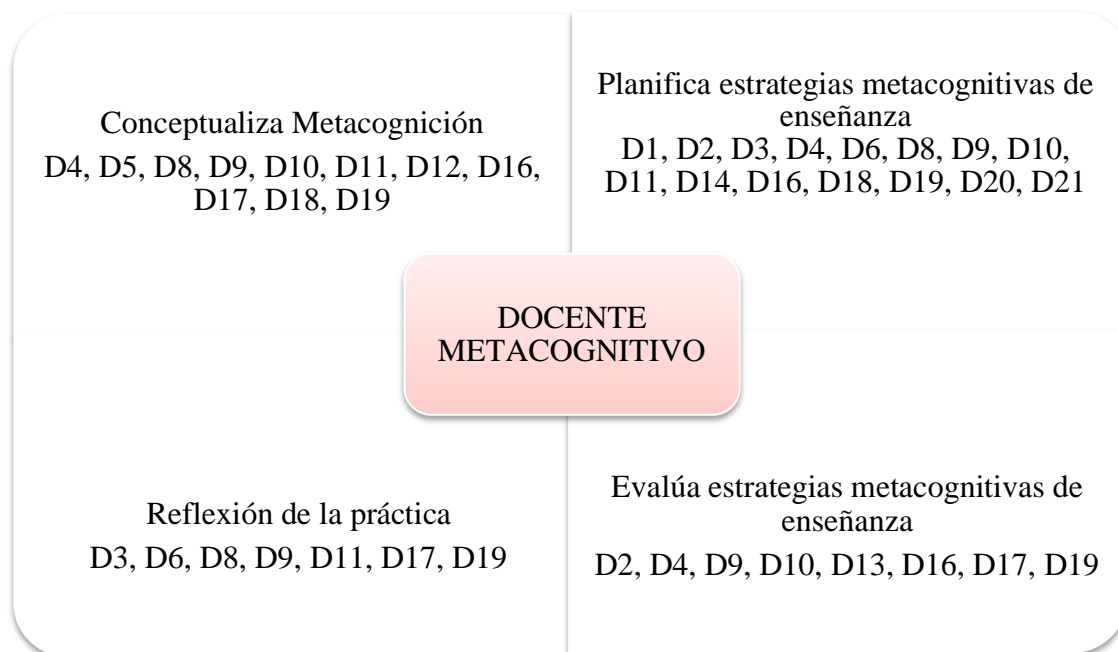 Conceptualiza Metacognición
D4, D5, D8, D9, D10, D11, D12, D16,
D17, D18, D19
Planifica estrategias metacognitivas de
enseñanza
D1, D2, D3, D4, D6, D8, D9, D10,
D11, D14, D16, D18, D19, D20, D21
DOCENTE
METACOGNITIVO
Reflexión de la práctica
D3, D6, D8, D9, D11, D17, D19
Evalúa estrategias metacognitivas de
enseñanza
D2, D4, D9, D10, D13, D16, D17, D19